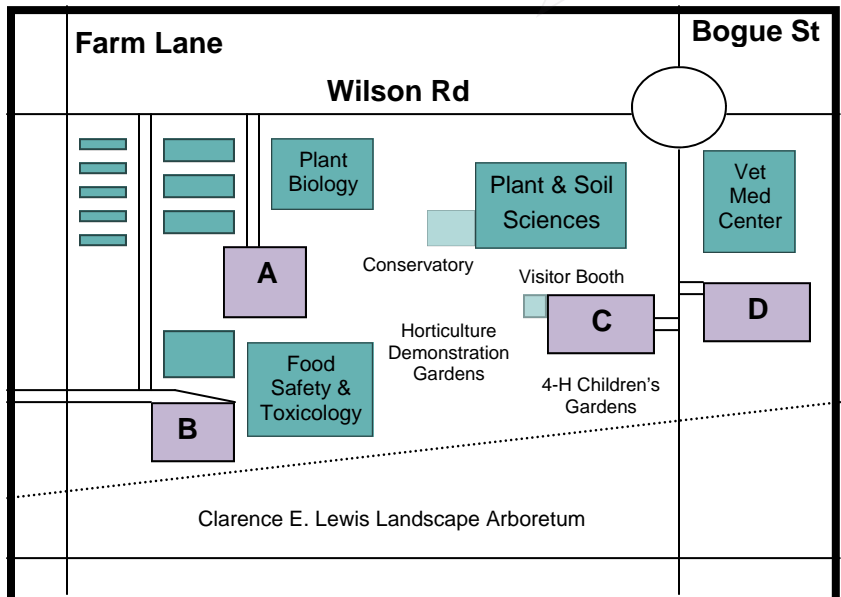 Farm Lane
Bogue St
Wilson Rd
Plant
Biology
Plant & Soil
Sciences
Vet
Med
Center
A
Conservatory
Visitor Booth
C
D
Horticulture
Demonstration
Gardens
Food
Safety &
Toxicology
4-H Children's
Gardens
B
Clarence E. Lewis Landscape Arboretum